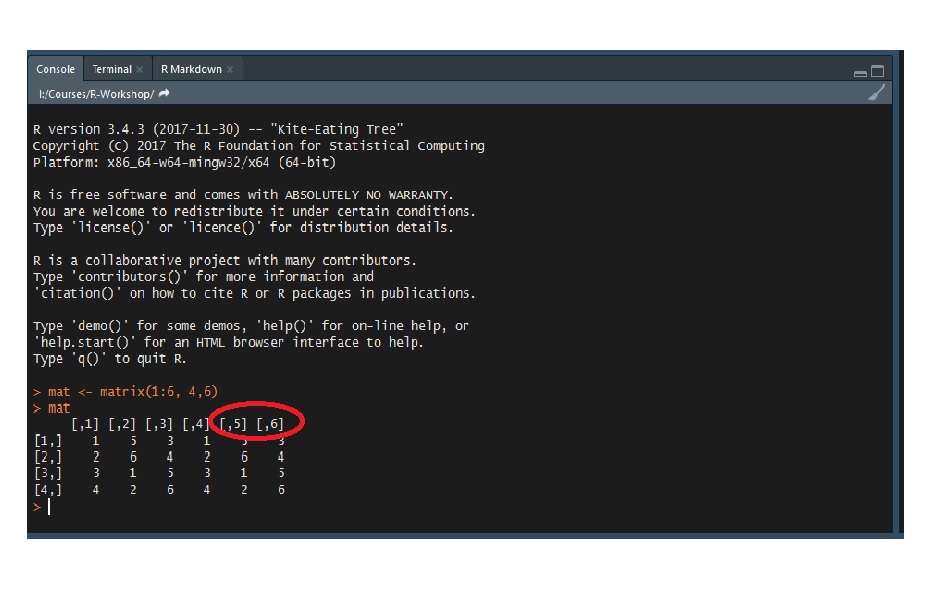 Console Terminal × R Markdown ×
I:/Courses/R-Workshop/
R version 3.4.3 (2017-11-30) -- "Kite-Eating Tree"
Copyright (C) 2017 The R Foundation for Statistical Computing
Platform: x86_64-w64-mingw32/x64 (64-bit)
R is free software and comes with ABSOLUTELY NO WARRANTY.
You are welcome to redistribute it under certain conditions.
Type 'license()' or 'licence()' for distribution details.
R is a collaborative project with many contributors.
Type 'contributors()' for more information and
'citation()' on how to cite R or R packages in publications.
Type 'demo()' for some demos, 'help()' for on-line help, or
'help.start()' for an HTML browser interface to help.
Type 'q()' to quit R.
> mat <- matrix(1:6, 4,6)
> mat
[,1] [,2] [,3] [,4] [,5] [,6]
[1,] 1 5 3 1 5 3
[2,] 2 6 4 2 6 4
[3,] 3 1 5 3 1 5
[4,] 4 2 6 4 2 6
>